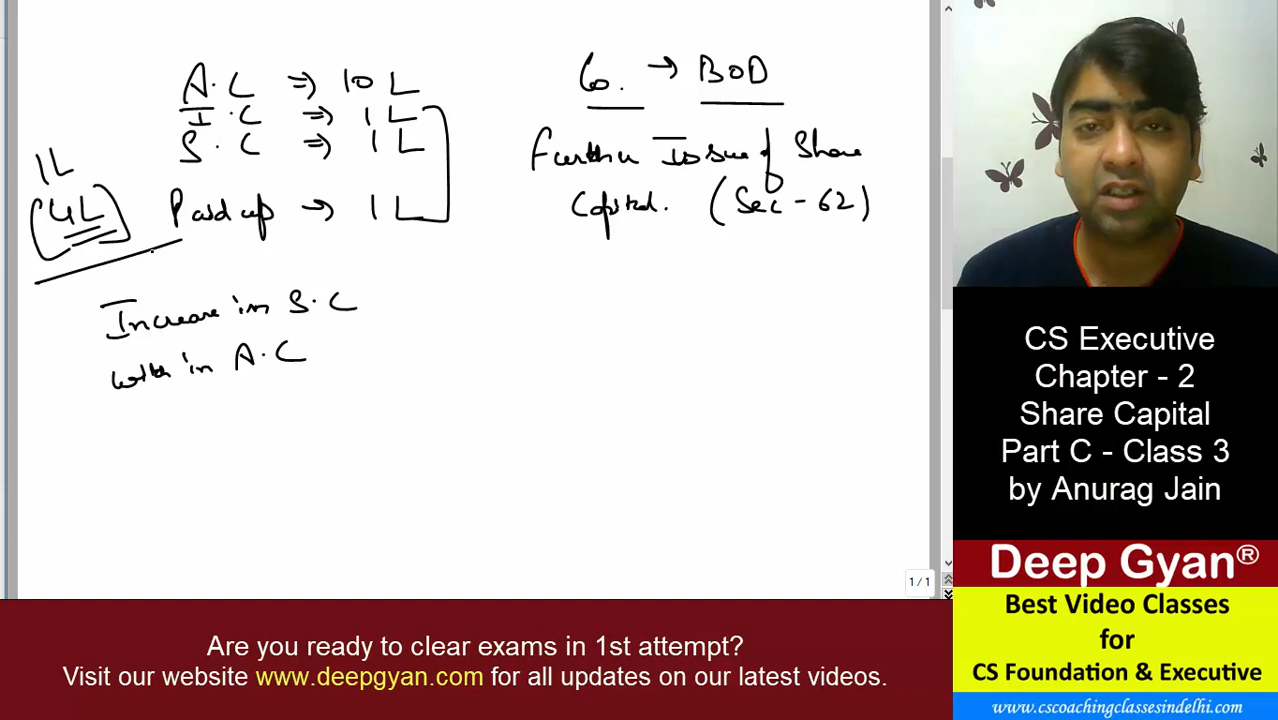 A.C ⇒ 10 L
I.C ⇒ 1 L
S.C ⇒ 1 L
1L
(4L)
Paid up → 1 L
Increase in S.C
with in A.C
Co. → BOD
Further Issue of Share
Capital. (Sec - 62)
1 / 1
CS Executive
Chapter - 2
Share Capital
Part C - Class 3
by Anurag Jain
Deep Gyan®
Best Video Classes
for
CS Foundation & Executive
www.cscoachingclassesindelhi.com
Are you ready to clear exams in 1st attempt?
Visit our website www.deepgyan.com for all updates on our latest videos.